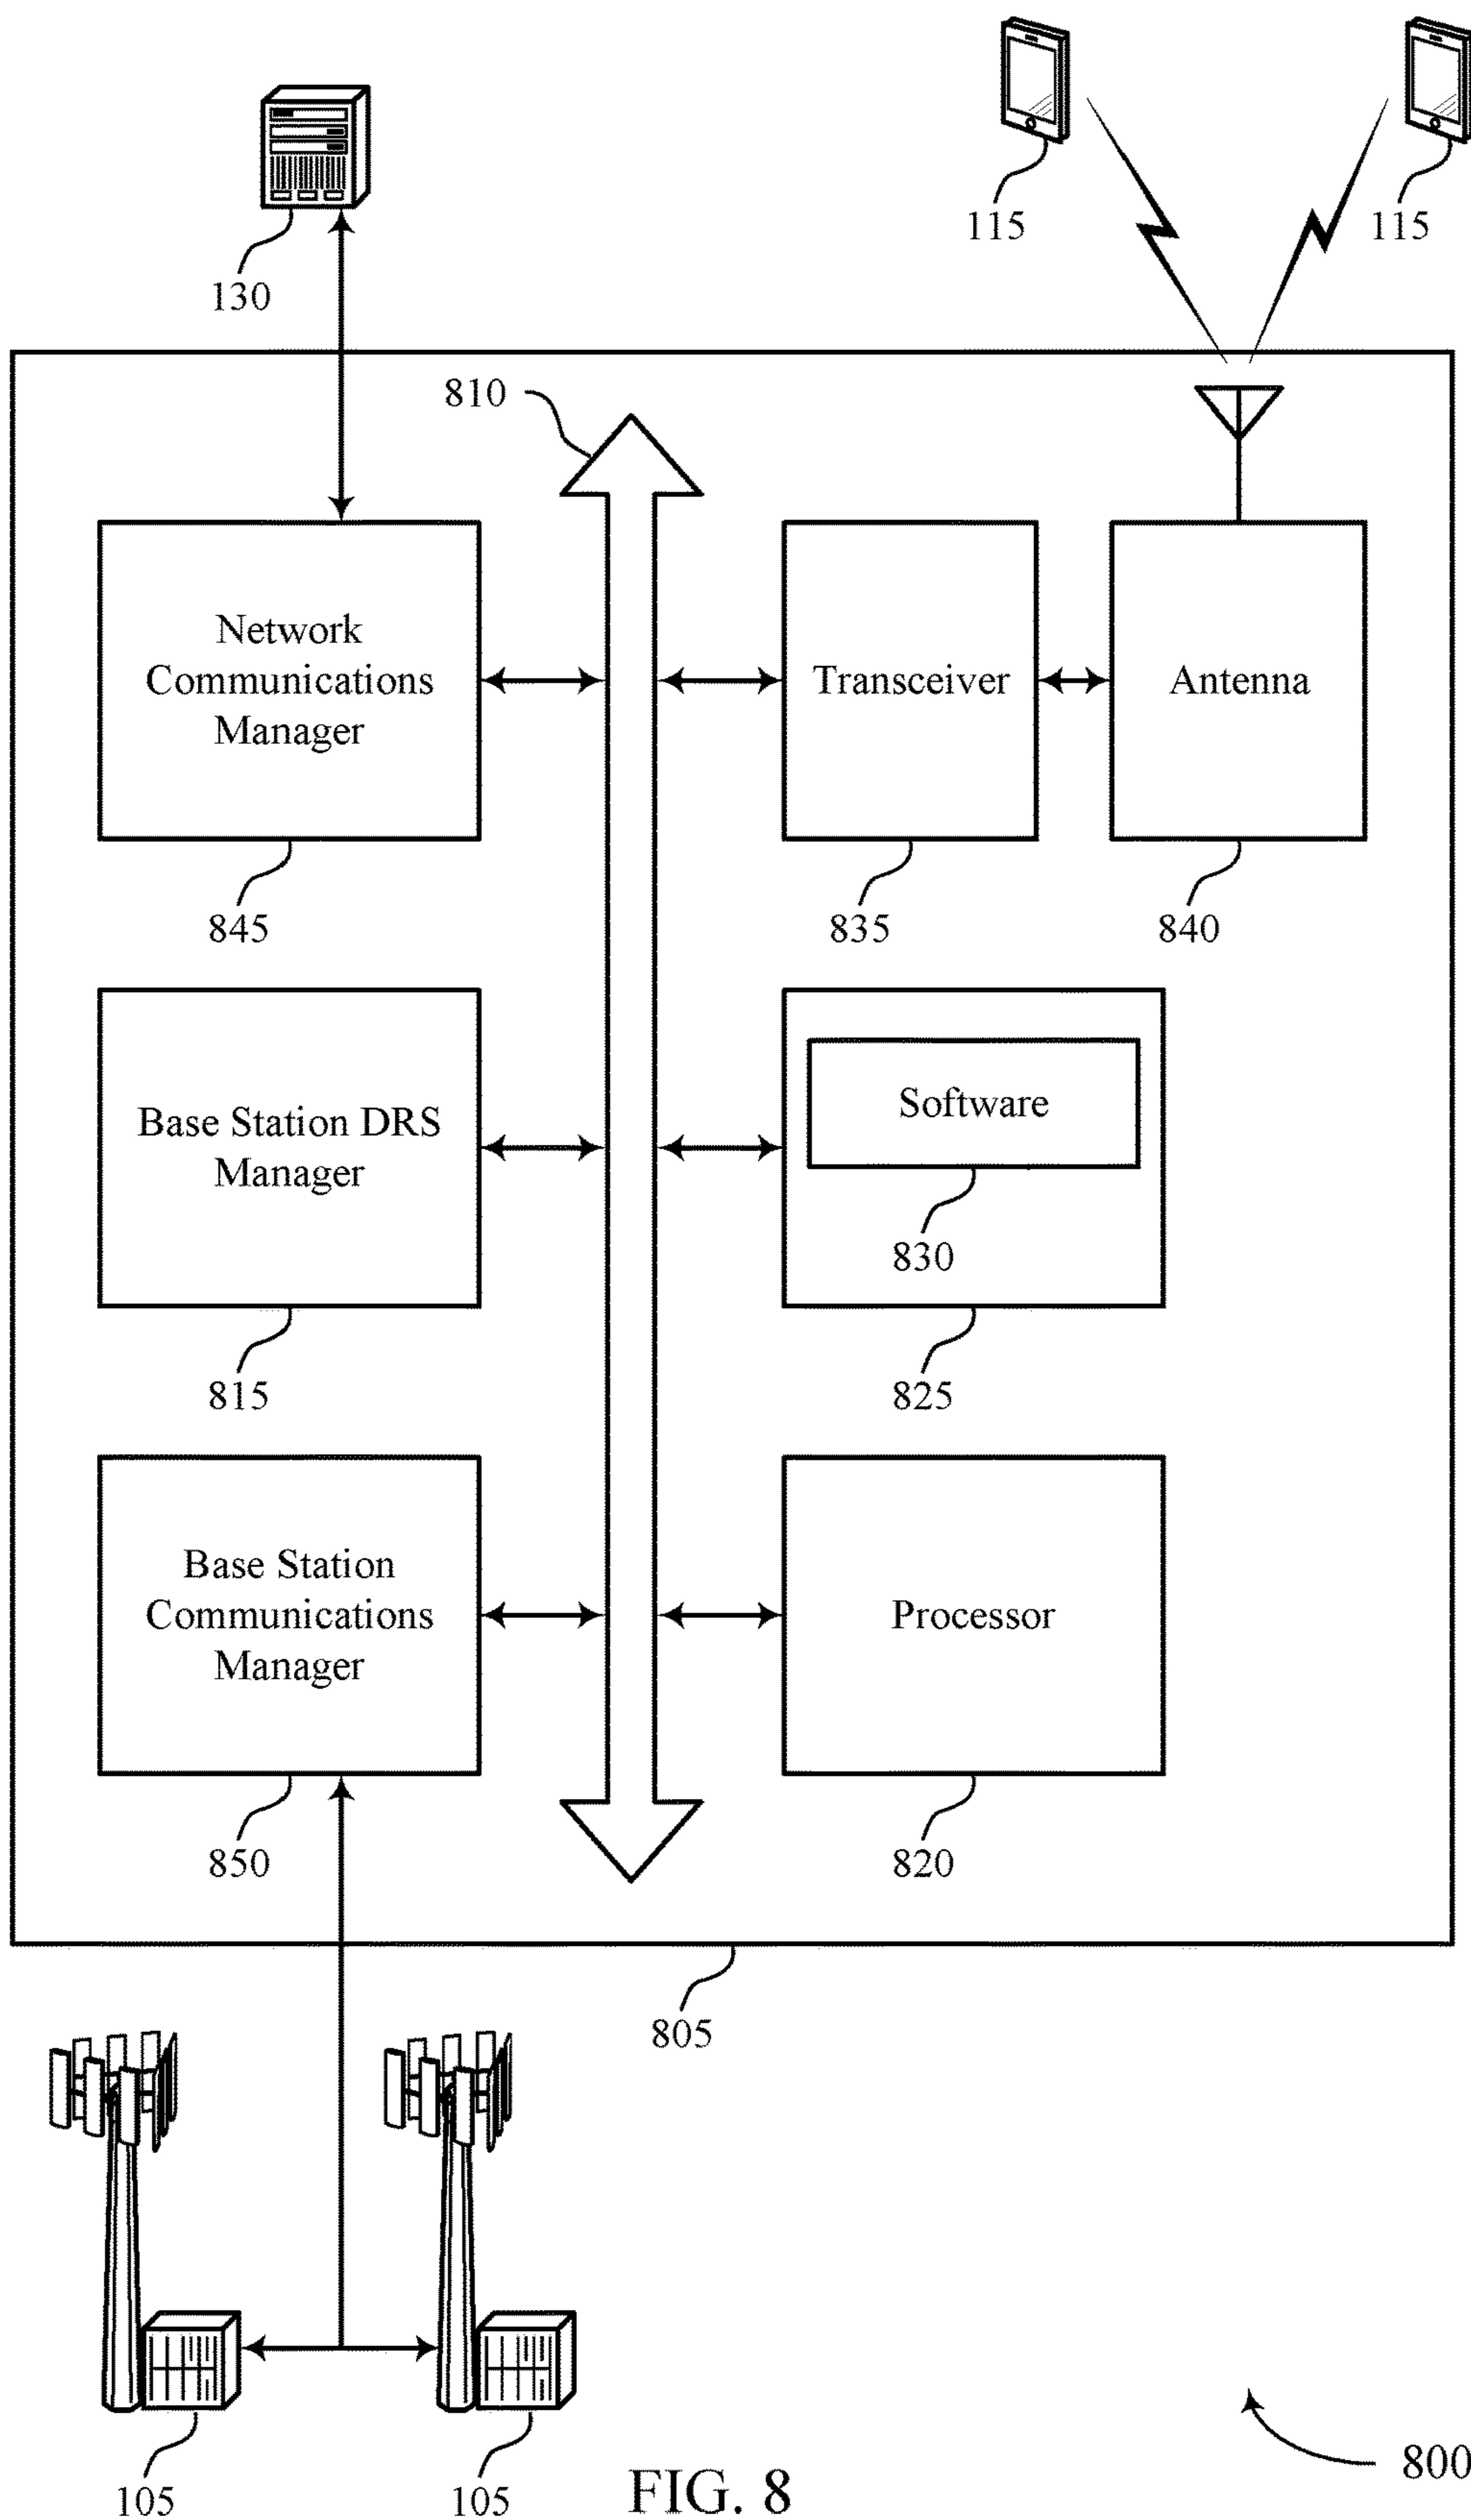 115
115
130
810
Network
Communications
Manager
Transceiver
Antenna
845
835
840
Base Station DRS
Manager
Software
830
815
825
Base Station
Communications
Manager
Processor
850
820
805
105
105
FIG. 8
800